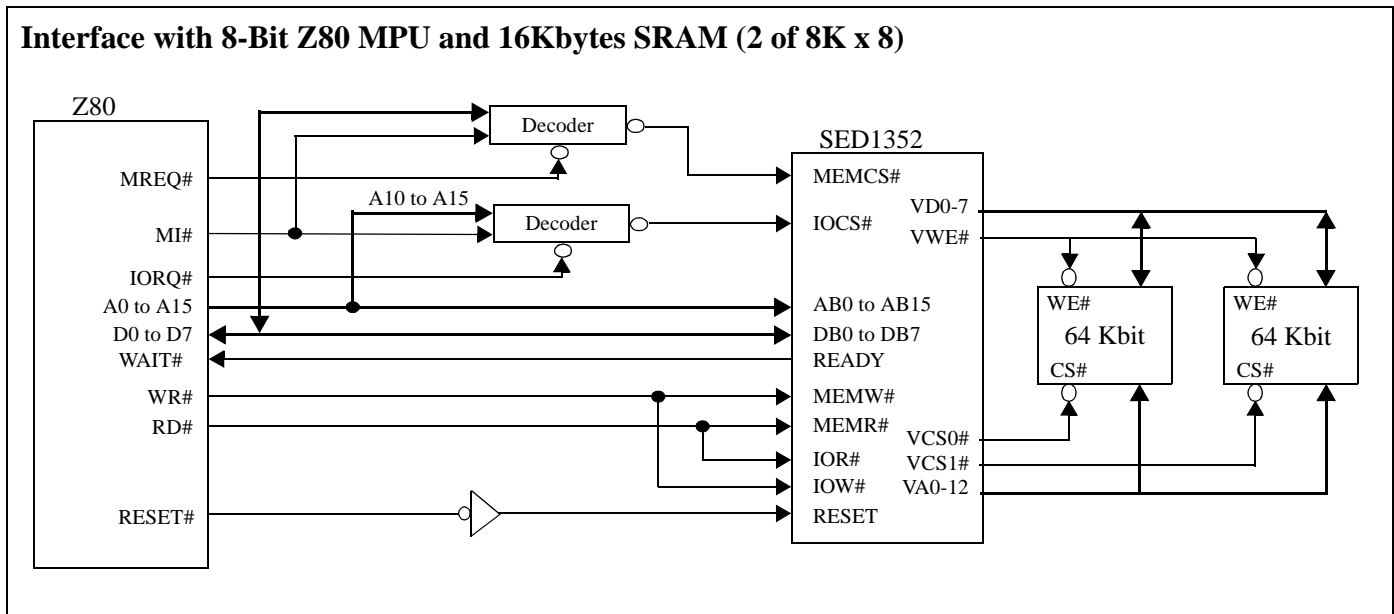 Interface with 8-Bit Z80 MPU and 16Kbytes SRAM (2 of 8K x 8)
Z80
MREQ#
MI#
IORQ#
A0 to A15
D0 to D7
WAIT#
WR#
RD#
RESET#
Decoder
A10 to A15
Decoder
SED1352
MEMCS#
IOCS#
AB0 to AB15
DB0 to DB7
READY
MEMW#
MEMR#
IOR#
IOW#
RESET
VD0-7
VWE#
VCS0#
VCS1#
VA0-12
WE#
64 Kbit
CS#
WE#
64 Kbit
CS#